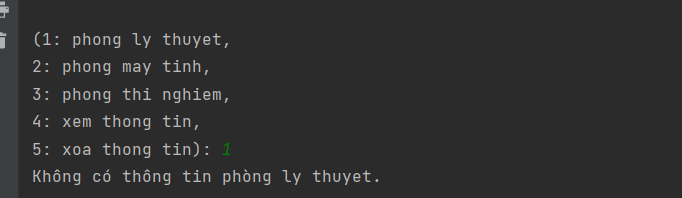 (1: phong ly thuyet,
2: phong may tinh,
3: phong thi nghiem,
4: xem thong tin,
5: xoa thong tin): 1
Không có thông tin phòng ly thuyet.